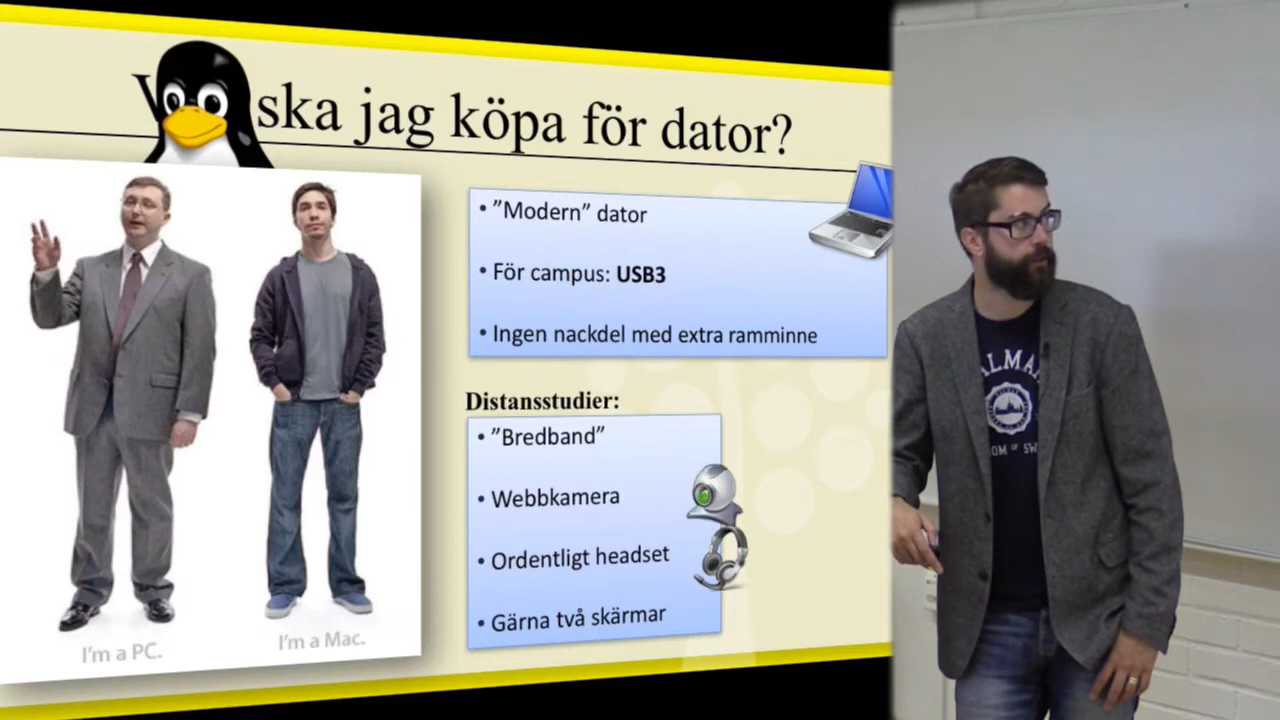 ska jag köpa för dator?
• ”Modern” dator
• För campus: USB3
• Ingen nackdel med extra ramminne
Distansstudier:
• ”Bredband”
• Webbkamera
• Ordentligt headset
• Gärna två skärmar
I'm a PC.
I'm a Mac.